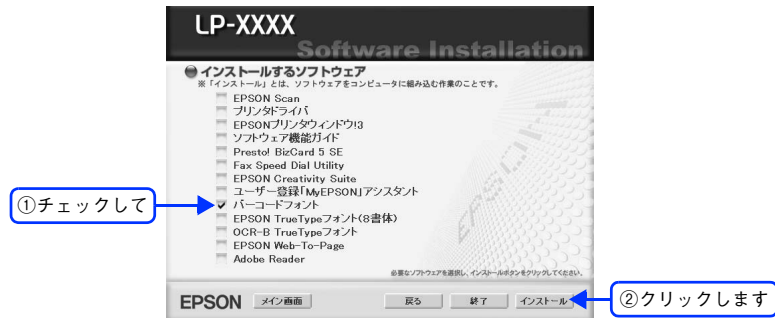 LP-XXXX
Software Installation
インストールするソフトウェア
※「インストール」とは、ソフトウェアをコンピュータに組み込む作業のことです。
EPSON Scan
プリンタドライバ
EPSONプリンタウィンドウ!3
ソフトウェア機能ガイド
Presto! BizCard 5 SE
Fax Speed Dial Utility
EPSON Creativity Suite
ユーザー登録「MyEPSON」アシスタント
①チェックして
バーコードフォント
EPSON TrueTypeフォント(8書体)
OCR-B TrueTypeフォント
EPSON Web-To-Page
Adobe Reader
EPSON
必要なソフトウェアを選択し、インストールボタンをクリックしてください。
EPSON メイン画面 戻る 終了 インストール
②クリックします